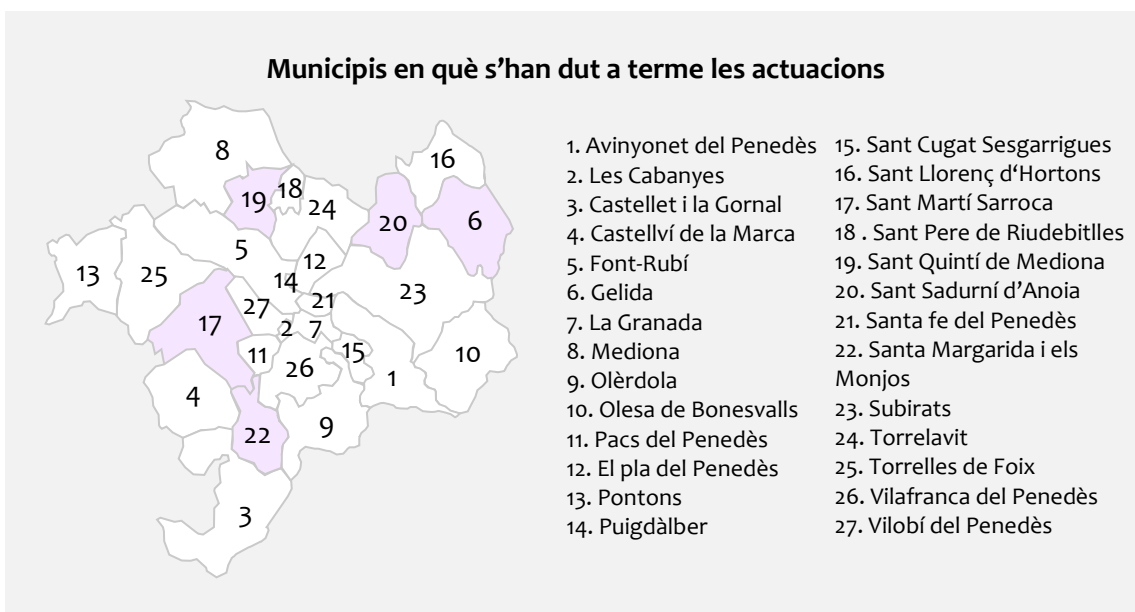 Municipis en què s’han dut a terme les actuacions
8
16
19
18
24
20
6
5
12
13
25
14
23
27
21
17
2
7
15
10
11
26
1
4
22
9
3
1. Avinyonet del Penedès
2. Les Cabanyes
3. Castellet i la Gornal
4. Castellví de la Marca
5. Font-Rubí
6. Gelida
7. La Granada
8. Mediona
9. Olèrdola
10. Olesa de Bonesvalls
11. Pacs del Penedès
12. El pla del Penedès
13. Pontons
14. Puigdàlber
15. Sant Cugat Sesgarrigues
16. Sant Llorenç d‘Hortons
17. Sant Martí Sarroca
18 . Sant Pere de Riudebitlles
19. Sant Quintí de Mediona
20. Sant Sadurní d’Anoia
21. Santa fe del Penedès
22. Santa Margarida i els
Monjos
23. Subirats
24. Torrelavit
25. Torrelles de Foix
26. Vilafranca del Penedès
27. Vilobí del Penedès